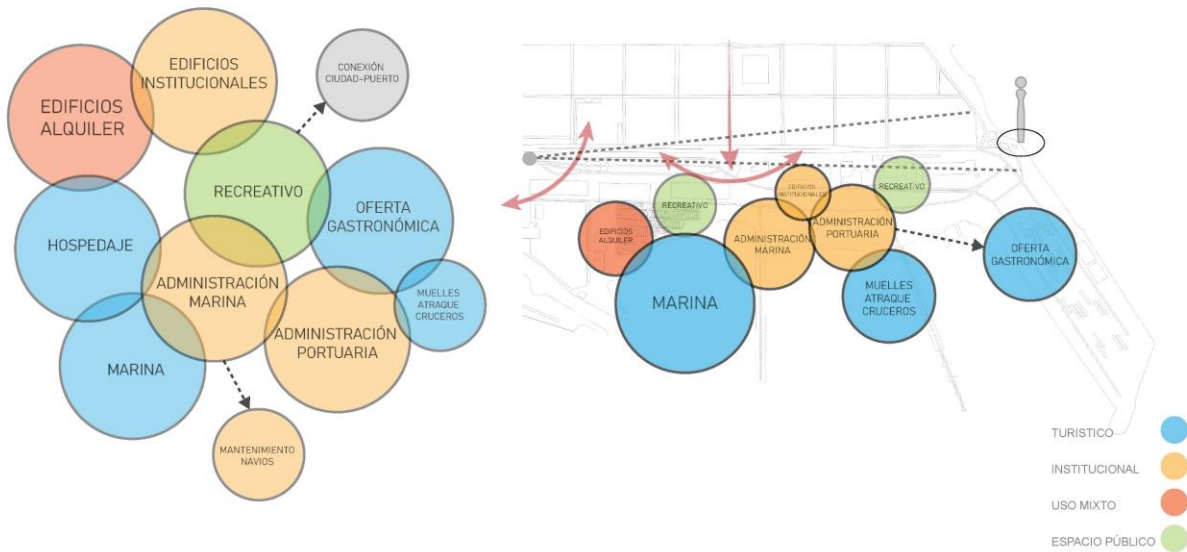 EDIFICIOS
INSTITUCIONALES
CONEXIÓN
CIUDAD-PUERTO
EDIFICIOS
ALQUILER
RECREATIVO
OFERTA
GASTRONÓMICA
HOSPEDAJE
ADMINISTRACIÓN
MARINA
MUELLES
ATRAQUE
CRUCEROS
ADMINISTRACIÓN
PORTUARIA
MARINA
MANTENIMIENTO
NAVIOS
RECREATIVO
EDIFICIOS
INSTITUCIONALES
RECREATIVO
EDIFICIOS
ALQUILER
ADMINISTRACIÓN
MARINA
ADMINISTRACIÓN
PORTUARIA
OFERTA
GASTRONÓMICA
MARINA
MUELLES
ATRAQUE
CRUCEROS
TURISTICO
INSTITUCIONAL
USO MIXTO
ESPACIO PÚBLICO